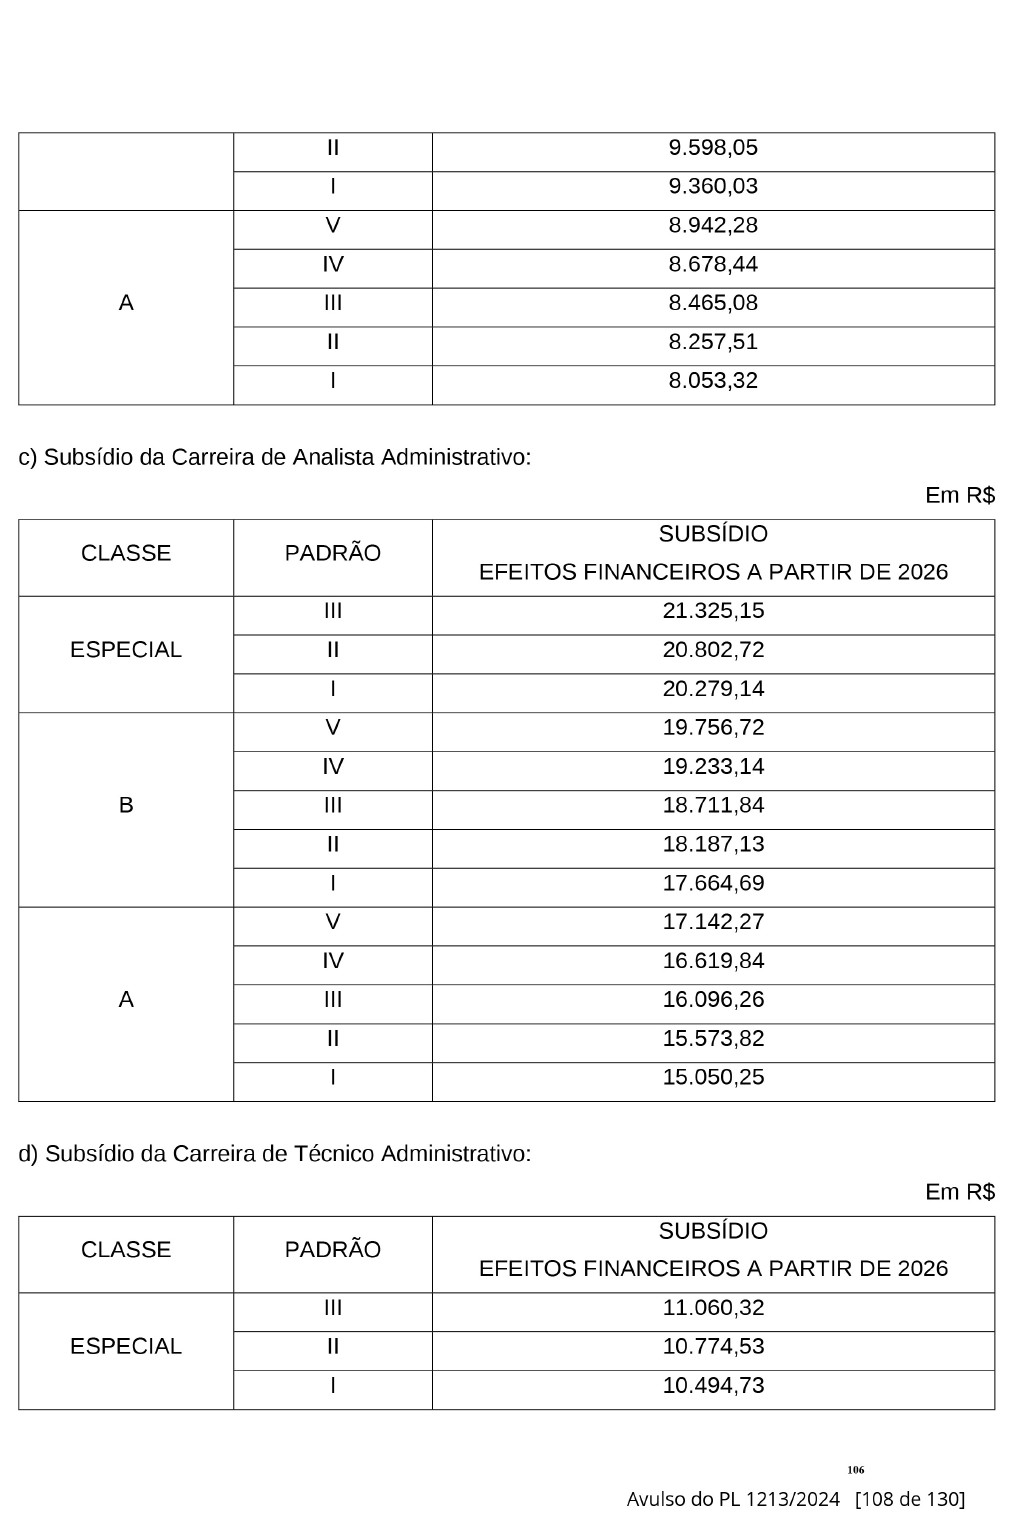 II 9.598,05
I 9.360,03
V 8.942,28
IV 8.678,44
A III 8.465,08
II 8.257,51
I 8.053,32
c) Subsídio da Carreira de Analista Administrativo:
Em R$
CLASSE PADRÃO SUBSÍDIO
EFEITOS FINANCEIROS A PARTIR DE 2026
III 21.325,15
ESPECIAL II 20.802,72
I 20.279,14
V 19.756,72
IV 19.233,14
B III 18.711,84
II 18.187,13
I 17.664,69
V 17.142,27
IV 16.619,84
A III 16.096,26
II 15.573,82
I 15.050,25
d) Subsídio da Carreira de Técnico Administrativo:
Em R$
CLASSE PADRÃO SUBSÍDIO
EFEITOS FINANCEIROS A PARTIR DE 2026
III 11.060,32
ESPECIAL II 10.774,53
I 10.494,73
106
Avulso do PL 1213/2024 [108 de 130]